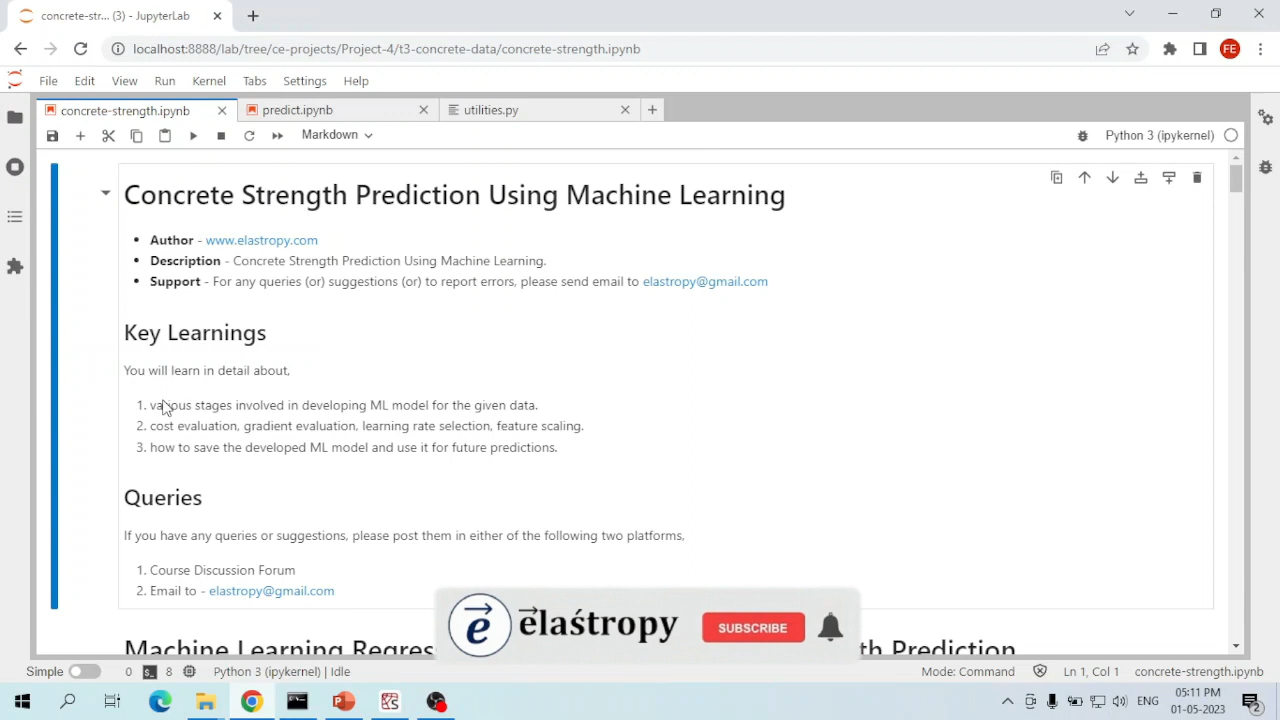 concrete-str... (3) - JupyterLab
localhost:8888/lab/tree/ce-projects/Project-4/t3-concrete-data/concrete-strength.ipynb
FE
File Edit View Run Kernel Tabs Settings Help
concrete-strength.ipynb predict.ipynb utilities.py
Markdown Python 3 (ipykernel)
Concrete Strength Prediction Using Machine Learning
• Author - www.elastropy.com
• Description - Concrete Strength Prediction Using Machine Learning.
• Support - For any queries (or) suggestions (or) to report errors, please send email to elastropy@gmail.com
Key Learnings
You will learn in detail about,
1. various stages involved in developing ML model for the given data.
2. cost evaluation, gradient evaluation, learning rate selection, feature scaling.
3. how to save the developed ML model and use it for future predictions.
Queries
If you have any queries or suggestions, please post them in either of the following two platforms,
1. Course Discussion Forum
2. Email to - elastropy@gmail.com
e elastropy SUBSCRIBE
Machine Learning Regres th Prediction
Simple 0 8 Python 3 (ipykernel) | Idle Mode: Command Ln 1, Col 1 concrete-strength.ipynb
ENG 05:11 PM
01-05-2023 2